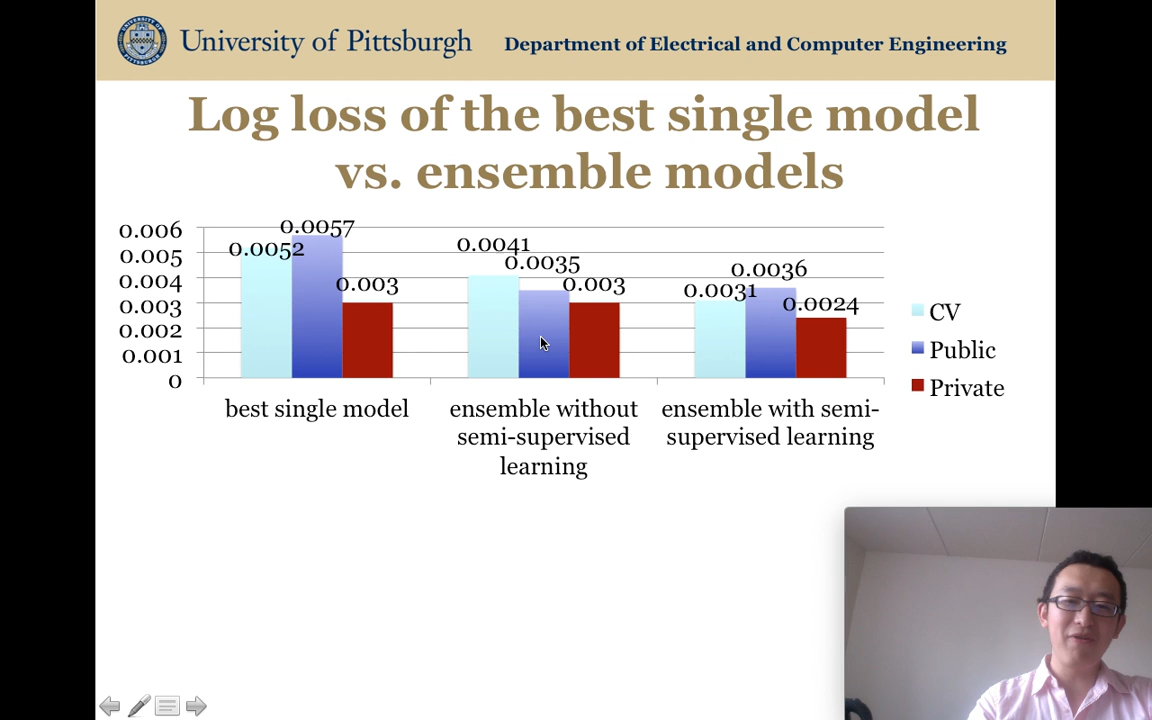 University of Pittsburgh
Department of Electrical and Computer Engineering
Log loss of the best single model
vs. ensemble models
0.006
0.005
0.004
0.003
0.002
0.001
0
0.0052
0.0057
0.003
0.0041
0.0035
0.003
0.0031
0.0036
0.0024
best single model
ensemble without
semi-supervised
learning
ensemble with semi-
supervised learning
CV
Public
Private